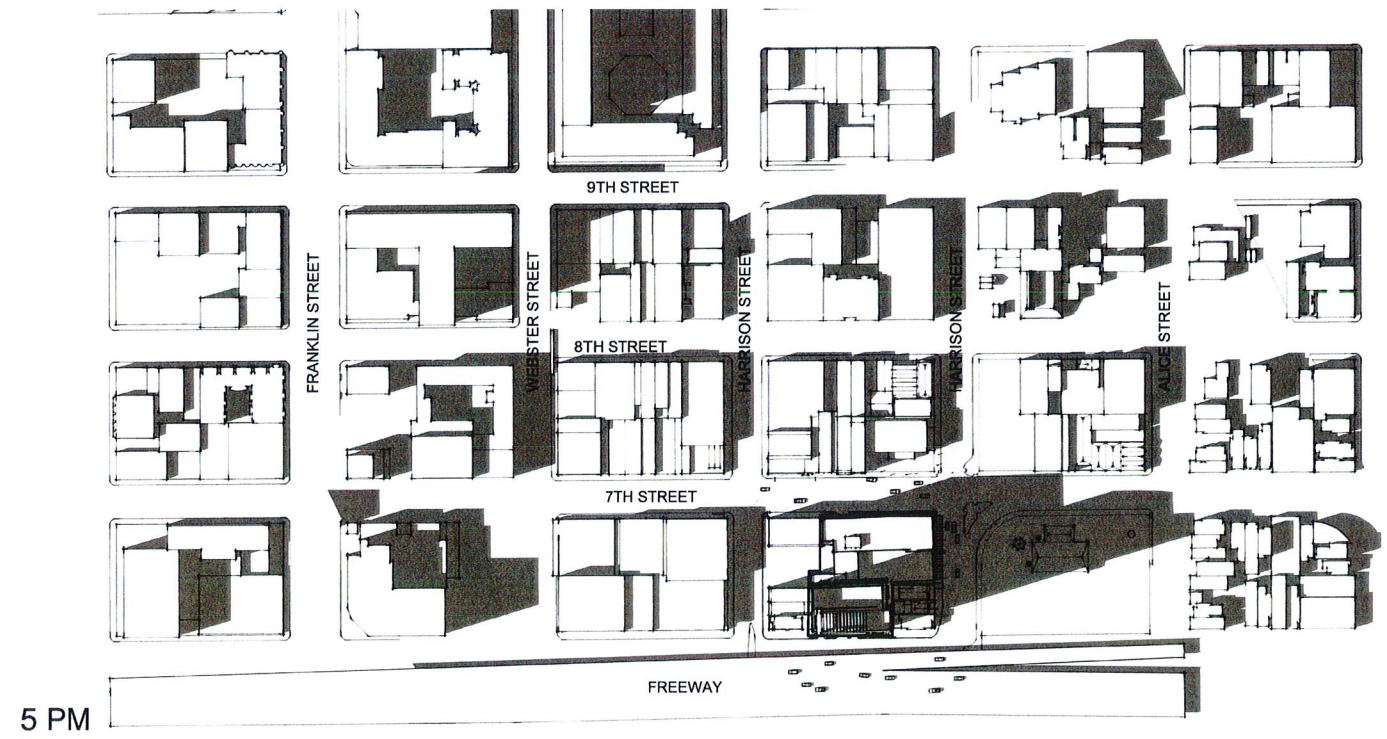 9TH STREET
FRANKLIN STREET
WEBSTER STREET
HARRISON STREET
HARRISON STREET
ALICE STREET
8TH STREET
7TH STREET
FREEWAY
5 PM